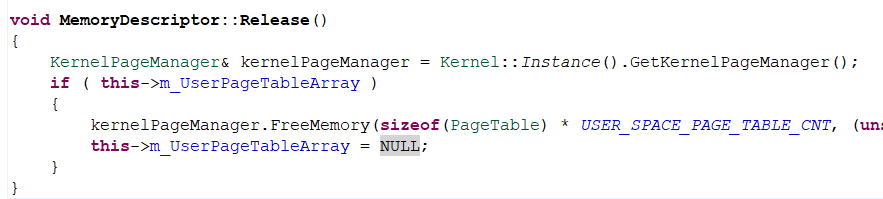 void MemoryDescriptor::Release()
{
KernelPageManager& kernelPageManager = Kernel::Instance().GetKernelPageManager();
if ( this->m_UserPageTableArray )
{
kernelPageManager.FreeMemory(sizeof(PageTable) * USER_SPACE_PAGE_TABLE_CNT, (uns
this->m_UserPageTableArray = NULL;
}
}